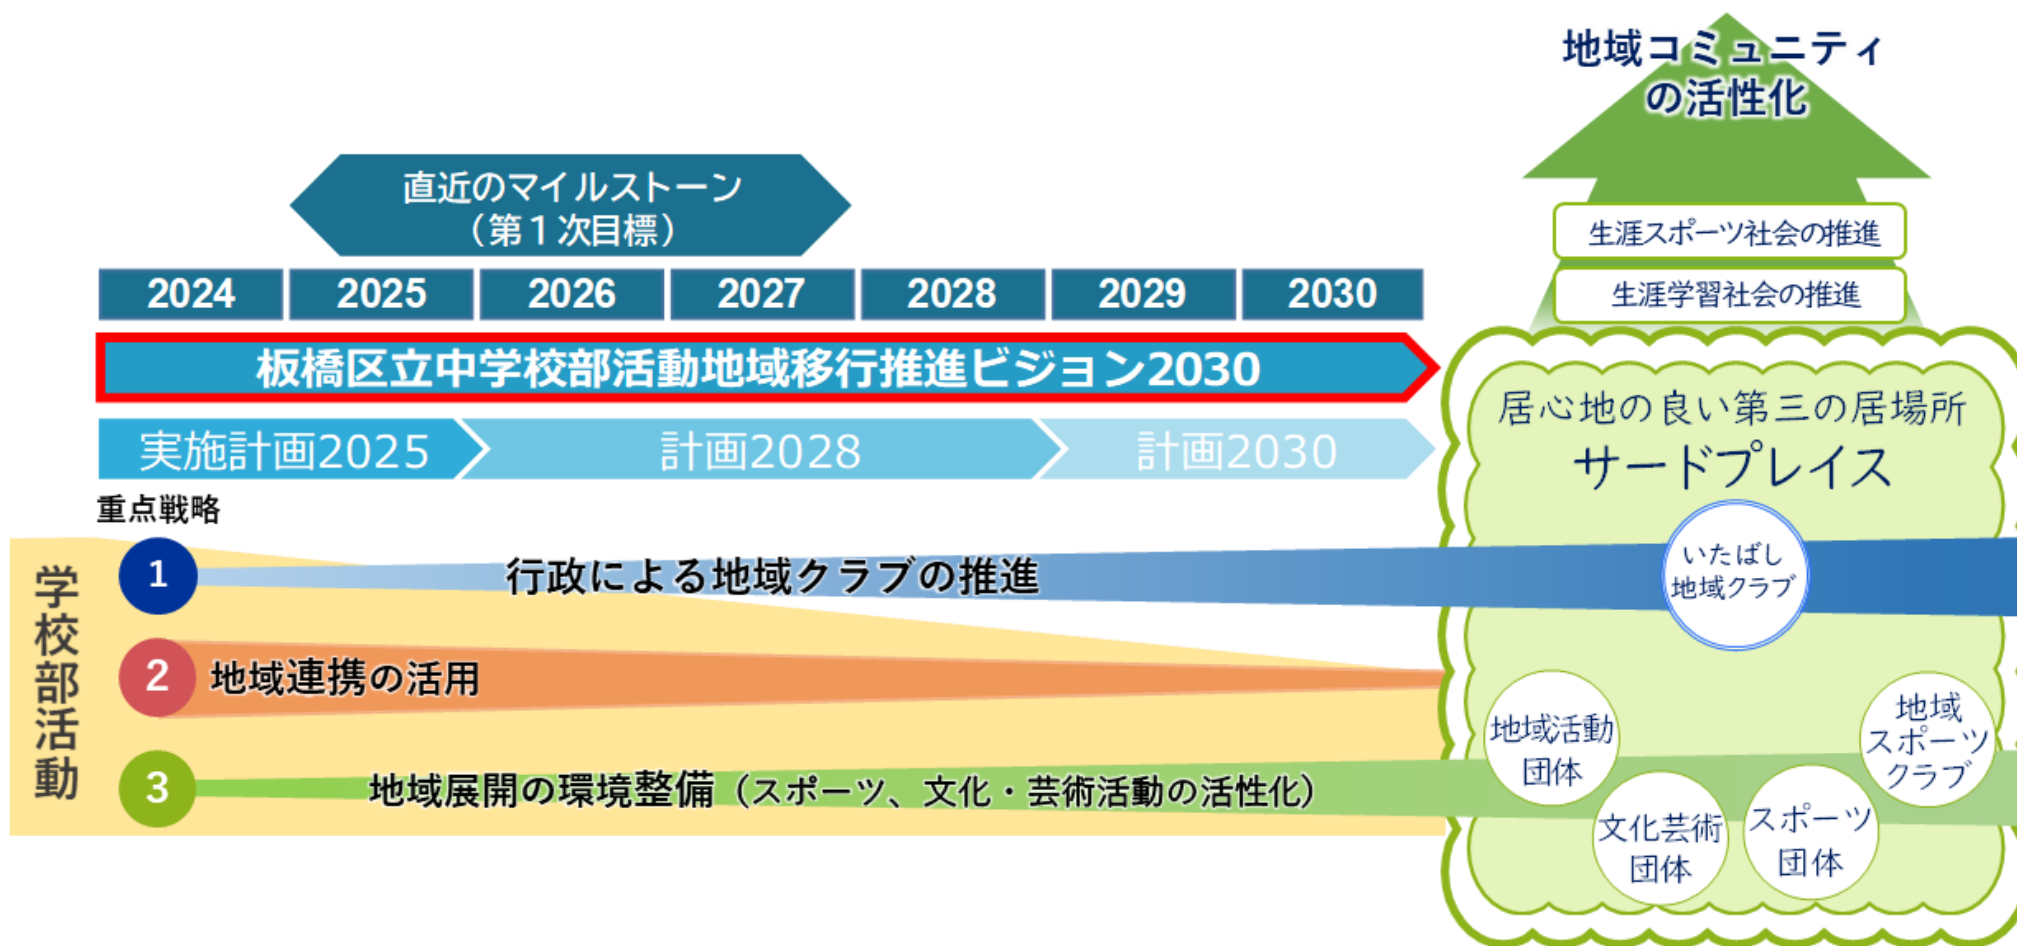 地域コミュニティ
の活性化
直近のマイルストーン
（第1次目標）
生涯スポーツ社会の推進
生涯学習社会の推進
2024 2025 2026 2027 2028 2029 2030
板橋区立中学校部活動地域移行推進ビジョン2030
実施計画2025 計画2028 計画2030
居心地の良い第三の居場所
サードプレイス
重点戦略
学校部活動
1 行政による地域クラブの推進
いたばし
地域クラブ
2 地域連携の活用
3 地域展開の環境整備（スポーツ、文化・芸術活動の活性化）
地域活動
団体
文化芸術
団体
スポーツ
団体
地域
スポーツ
クラブ